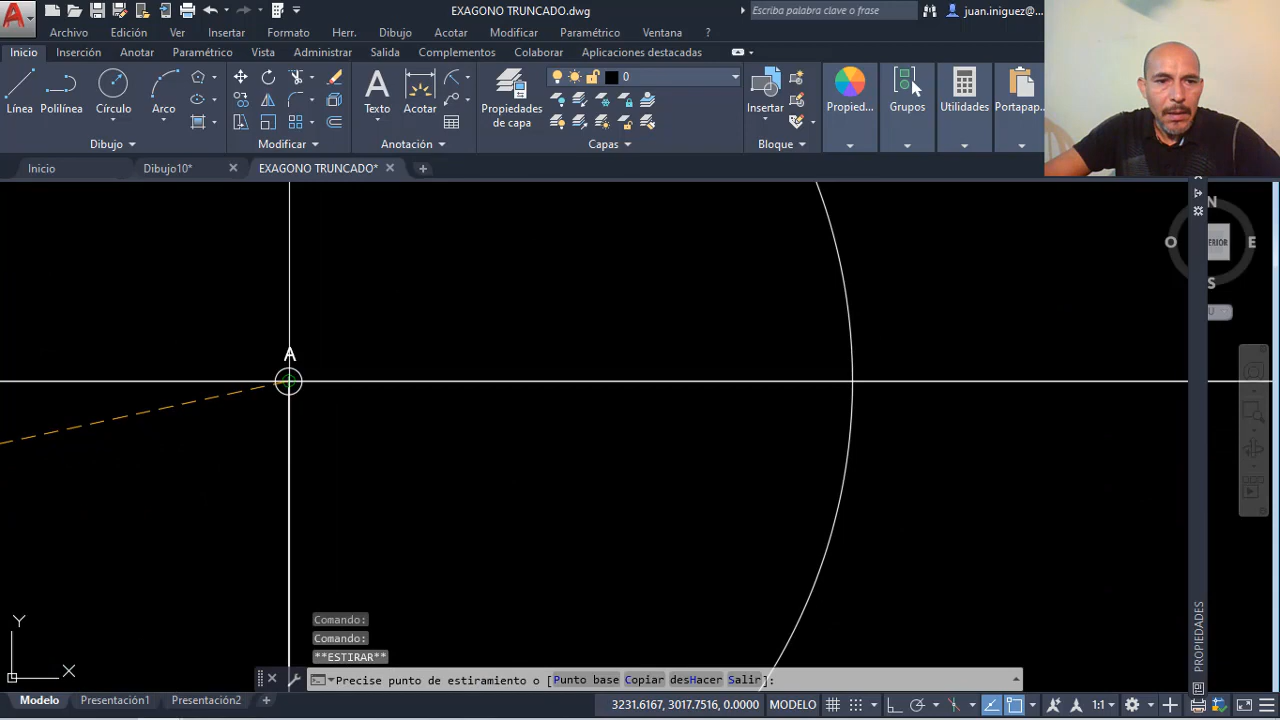 EXAGONO TRUNCADO.dwg
Escriba palabra clave o frase
juan.iniguez@...
Archivo Edición Ver Insertar Formato Herr. Dibujo Acotar Modificar Paramétrico Ventana ?
Inicio Inserción Anotar Paramétrico Vista Administrar Salida Complementos Colaborar Aplicaciones destacadas
0
Línea Polilínea Círculo Arco Texto Acotar Propiedades de capa Insertar Propied... Grupos Utilidades Portapap...
Dibujo Modificar Anotación Capas Bloque
Inicio Dibujo10* EXAGONO TRUNCADO*
N
O ERIOR E
S
U
A
Y
X
Comando:
Comando:
**ESTIRAR**
Precise punto de estiramiento o [Punto base Copiar desHacer Salir]:
PROPIEDADES
Modelo Presentación1 Presentación2 +
3231.6167, 3017.7516, 0.0000 MODELO 1:1